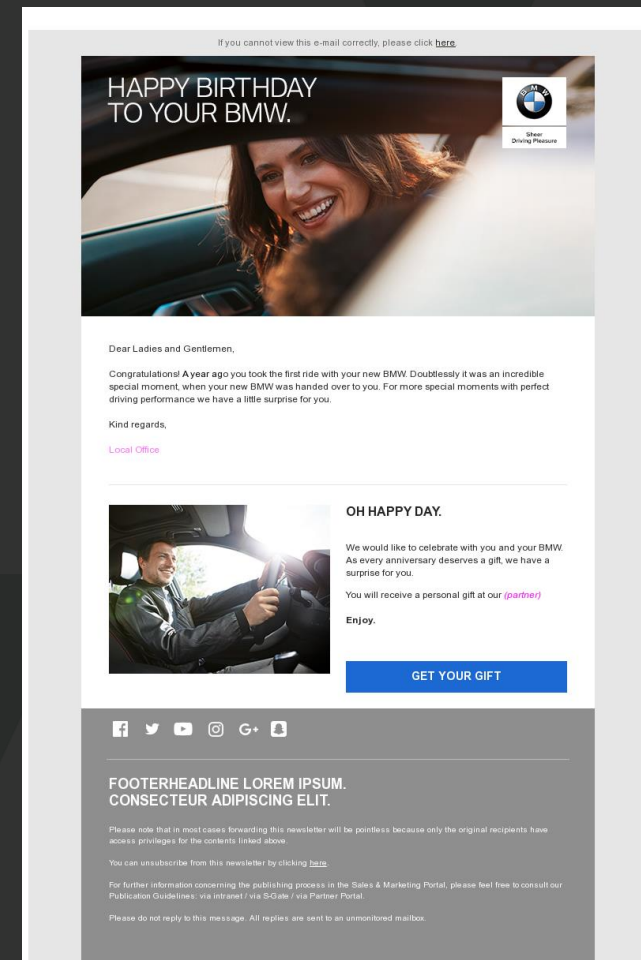 If you cannot view this e-mail correctly, please click here.
HAPPY BIRTHDAY
TO YOUR BMW.
BMW
Sheer
Driving Pleasure
Dear Ladies and Gentlemen,
Congratulations! A year ago you took the first ride with your new BMW. Doubtlessly it was an incredible
special moment, when your new BMW was handed over to you. For more special moments with perfect
driving performance we have a little surprise for you.
Kind regards,
Local Office
OH HAPPY DAY.
We would like to celebrate with you and your BMW.
As every anniversary deserves a gift, we have a
surprise for you.
You will receive a personal gift at our (partner)
Enjoy.
GET YOUR GIFT
FOOTERHEADLINE LOREM IPSUM.
CONSECTEUR ADIPISCING ELIT.
Please note that in most cases forwarding this newsletter will be pointless because only the original recipients have
access privileges for the contents linked above.
You can unsubscribe from this newsletter by clicking here.
For further information concerning the publishing process in the Sales & Marketing Portal, please feel free to consult our
Publication Guidelines: via intranet / via S-Gate / via Partner Portal.
Please do not reply to this message. All replies are sent to an unmonitored mailbox.